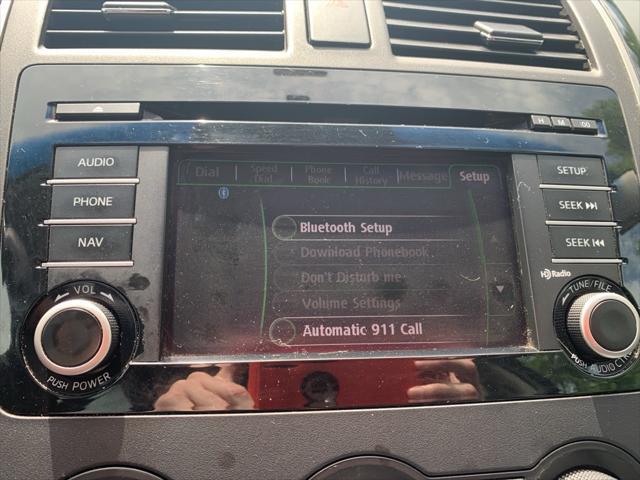 H M :00
AUDIO
PHONE
NAV
VOL
PUSH POWER
Dial Speed Dial Phone Book Call History Message Setup
Bluetooth Setup
Download Phonebook
Don't Disturb me
Volume Settings
Automatic 911 Call
SETUP
SEEK
SEEK
HD Radio
TUNE/FILE
PUSH AUDIO CTRL